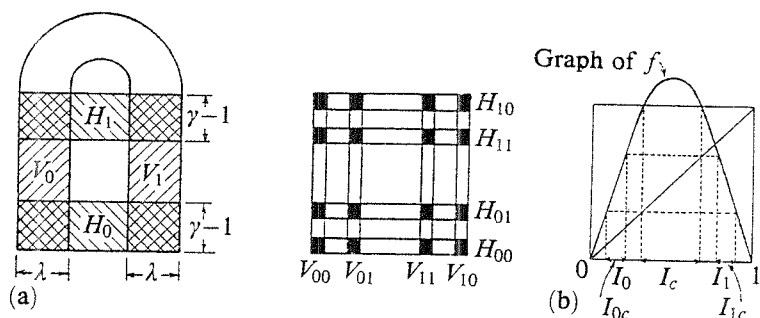 Graph of f
H₁
γ−1
V₀
V₁
H₀
γ−1
λ
λ
(a)
H₁₀
H₁₁
H₀₁
H₀₀
V₀₀
V₀₁
V₁₁
V₁₀
0
I₀
I_c
I₁
1
(b)
I₀c
I₁c